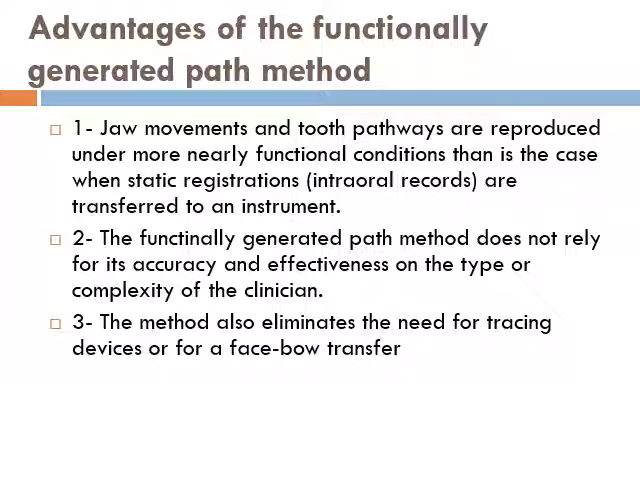 Advantages of the functionally
generated path method
1- Jaw movements and tooth pathways are reproduced
under more nearly functional conditions than is the case
when static registrations (intraoral records) are
transferred to an instrument.
2- The functinally generated path method does not rely
for its accuracy and effectiveness on the type or
complexity of the clinician.
3- The method also eliminates the need for tracing
devices or for a face-bow transfer